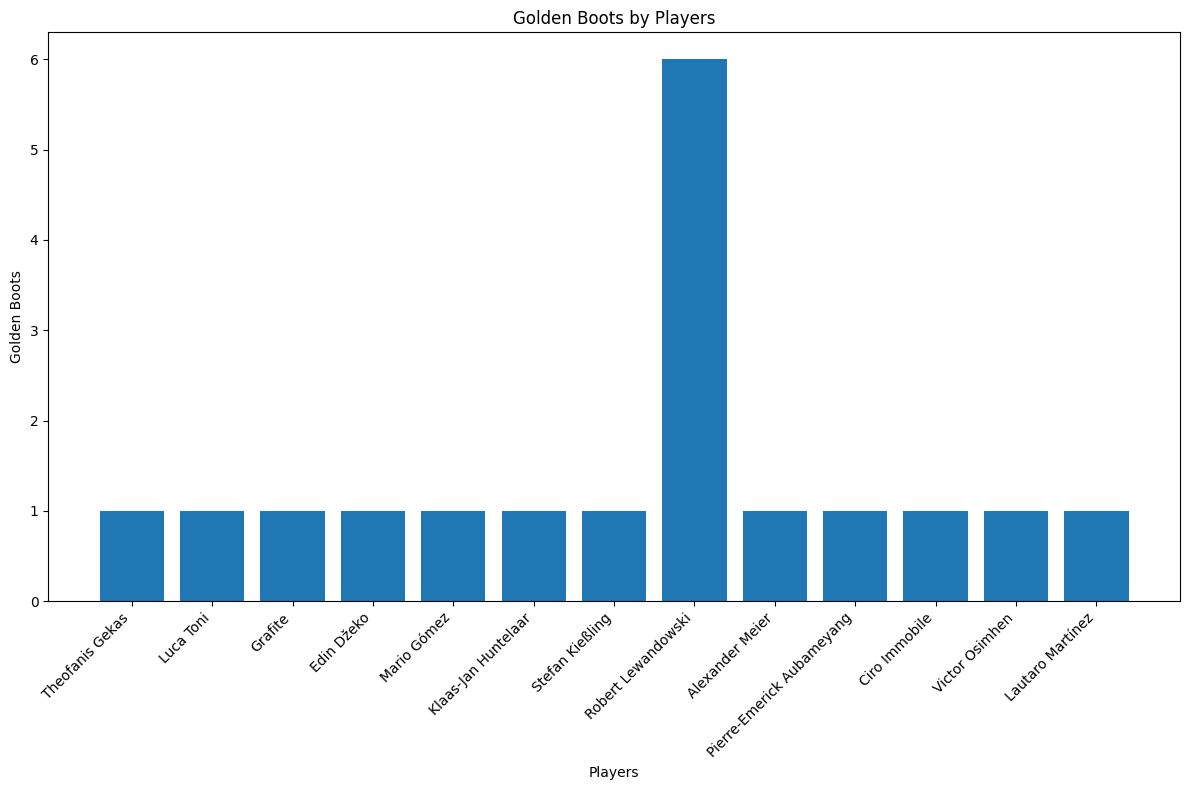 Golden Boots by Players
Golden Boots
6
5
4
3
2
1
0
Theofanis Gekas
Luca Toni
Grafite
Edin Džeko
Mario Gómez
Klaas-Jan Huntelaar
Stefan Kießling
Robert Lewandowski
Alexander Meier
Pierre-Emerick Aubameyang
Ciro Immobile
Victor Osimhen
Lautaro Martínez
Players